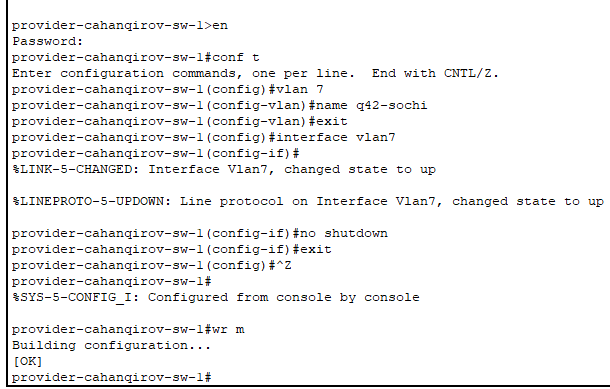 provider-cahanqirov-sw-1>en
Password:
provider-cahanqirov-sw-1#conf t
Enter configuration commands, one per line.  End with CNTL/Z.
provider-cahanqirov-sw-1(config)#vlan 7
provider-cahanqirov-sw-1(config-vlan)#name q42-sochi
provider-cahanqirov-sw-1(config-vlan)#exit
provider-cahanqirov-sw-1(config)#interface vlan7
provider-cahanqirov-sw-1(config-if)#
%LINK-5-CHANGED: Interface Vlan7, changed state to up
%LINEPROTO-5-UPDOWN: Line protocol on Interface Vlan7, changed state to up
provider-cahanqirov-sw-1(config-if)#no shutdown
provider-cahanqirov-sw-1(config-if)#exit
provider-cahanqirov-sw-1(config)#^Z
provider-cahanqirov-sw-1#
%SYS-5-CONFIG_I: Configured from console by console
provider-cahanqirov-sw-1#wr m
Building configuration...
[OK]
provider-cahanqirov-sw-1#